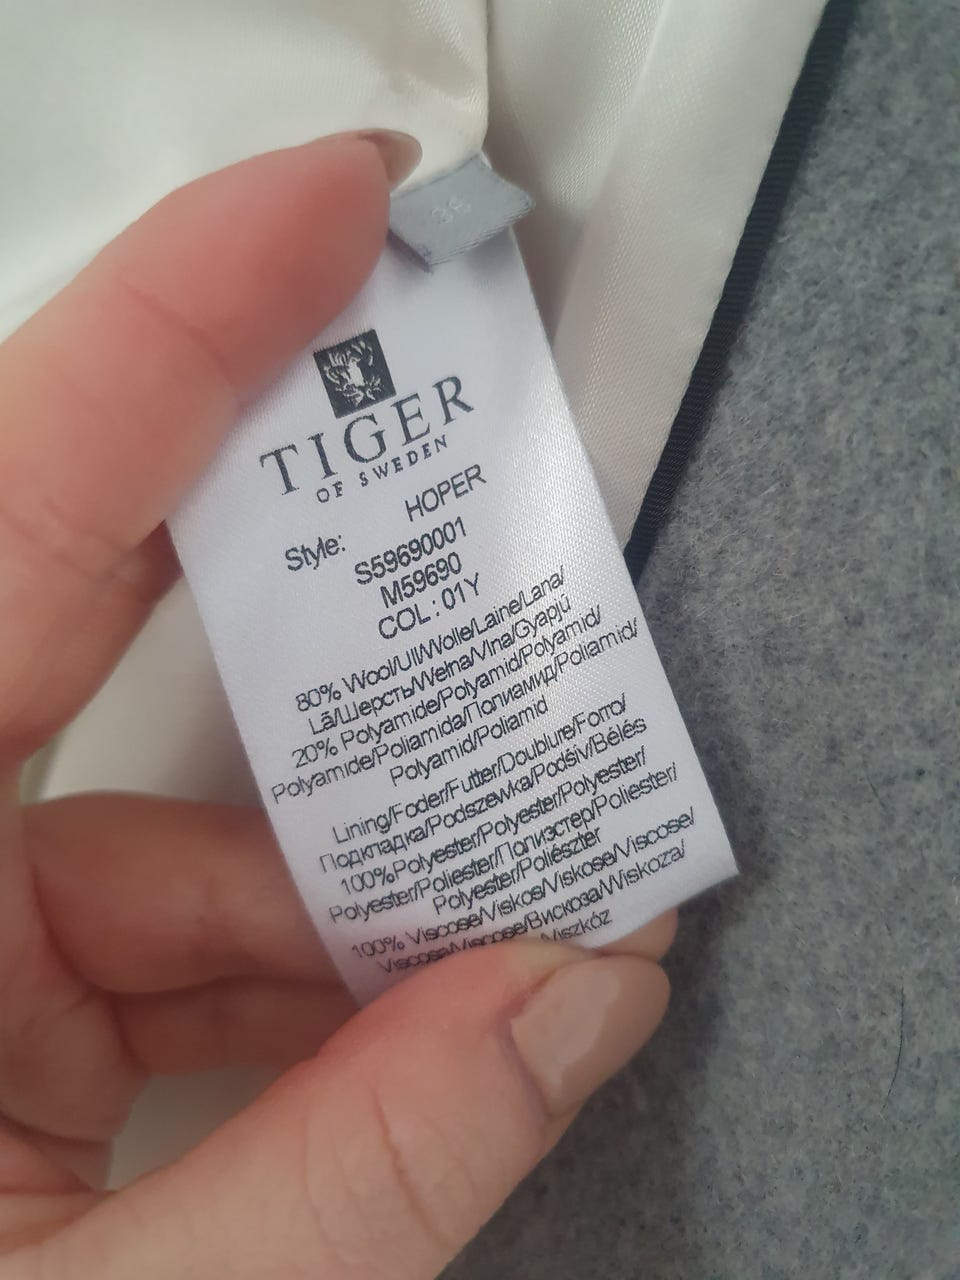 TIGER
OF SWEDEN
Style: HOPER
S59690001
M59690
COL : 01Y
80% Wool/Ull/Wolle/Laine/Lana/
Lã/Шерсть/Wełna/Vlna/Gyapjú
20% Polyamide/Polyamid/Polyamid/
Polyamide/Poliamida/Полиамид/Poliamid/
Polyamid/Poliamid
Lining/Foder/Futter/Doublure/Forro/
Подкладка/Podszewka/Podšiv/Bélés
100%Polyester/Polyester/Polyester/
Polyester/Poliester/Полиэстер/Poliester/
Polyester/Poliészter
100% Viscose/Viskos/Viskose/Viscose/
Viscosa/Viscose/Вискоза/Wiskoza/
Viszkóz